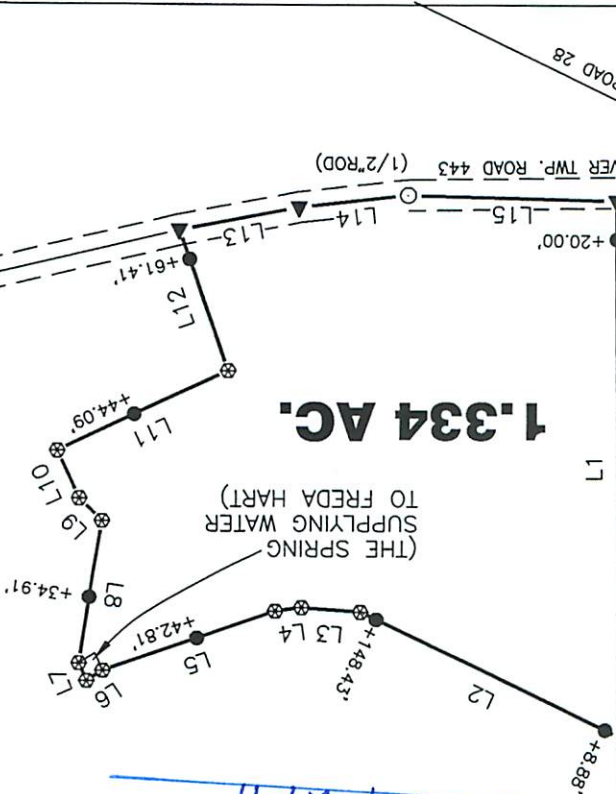 +8.88'
L2
+148.43'
L3
L4
L5
+42.81'
L6
L7
L8
+34.91'
(THE SPRING
SUPPLYING WATER
TO FREDA HART)
L9
L10
L1
1.334 AC.
L11
+44.09'
L12
+61.41'
+20.00'
L15
L14
L13
VER TWP. ROAD 443
(1/2"ROD)
ROAD 28